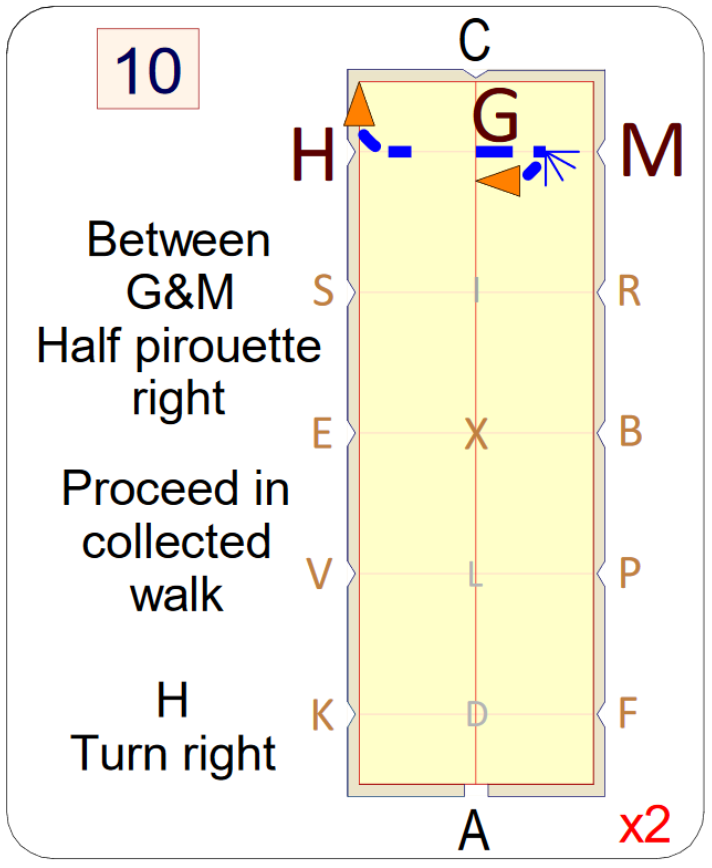 10
C
G
H
M
Between
G&M
Half pirouette
right
S
I
R
E
X
B
Proceed in
collected
walk
V
L
P
H
Turn right
K
D
F
A
x2